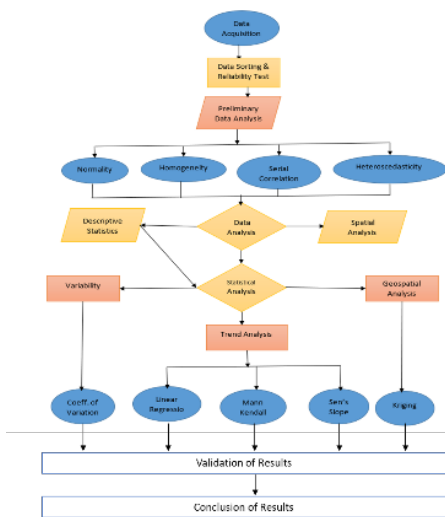 Data
Acquisition
Data Sorting &
Reliability Test
Preliminary
Data Analysis
Normality
Homogeneity
Serial
Correlation
Heteroscedasticity
Descriptive
Statistics
Data
Analysis
Spatial
Analysis
Variability
Statistical
Analysis
Geospatial
Analysis
Trend Analysis
Coeff. of
Variation
Linear
Regressio
Mann
Kendall
Sen's
Slope
Kriging
Validation of Results
Conclusion of Results